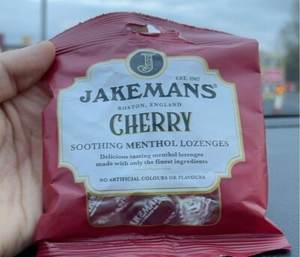 J
EST. 1907
JAKEMANS®
BOSTON, ENGLAND
CHERRY
SOOTHING MENTHOL LOZENGES
Delicious tasting menthol lozenges
made with only the finest ingredients
NO ARTIFICIAL COLOURS OR FLAVOURS